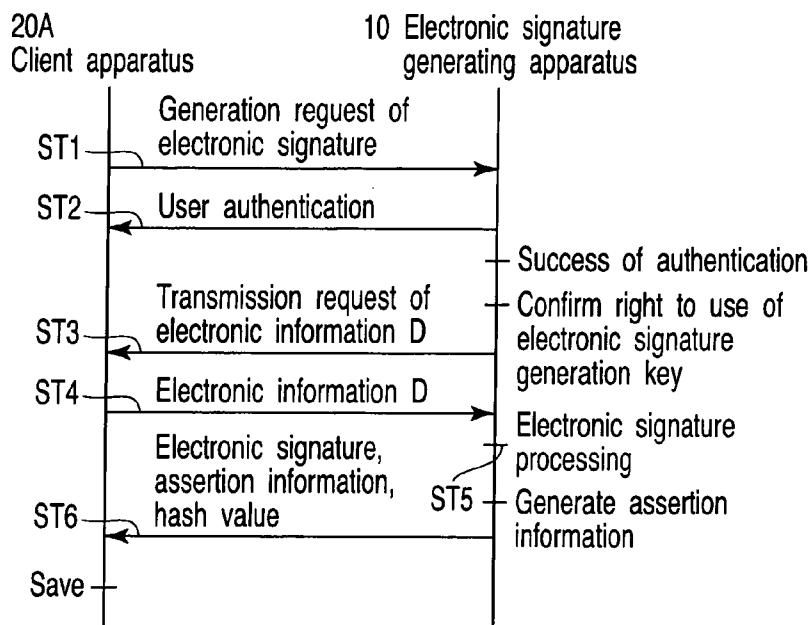 20A
Client apparatus
10 Electronic signature
generating apparatus
Generation reguest of
electronic signature
ST1
ST2
User authentication
Success of authentication
Transmission request of
electronic information D
ST3
Confirm right to use of
electronic signature
generation key
ST4
Electronic information D
Electronic signature
processing
Electronic signature,
assertion information,
hash value
ST5
Generate assertion
information
ST6
Save